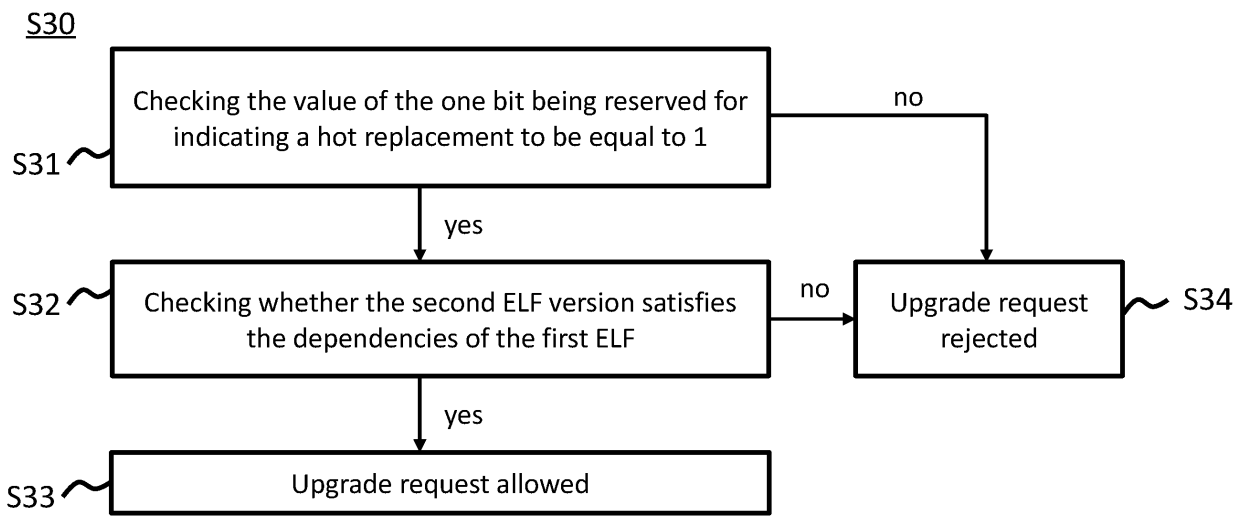 S30
Checking the value of the one bit being reserved for
indicating a hot replacement to be equal to 1
no
S31
yes
S32
Checking whether the second ELF version satisfies
the dependencies of the first ELF
no
Upgrade request
rejected
S34
yes
Upgrade request allowed
S33